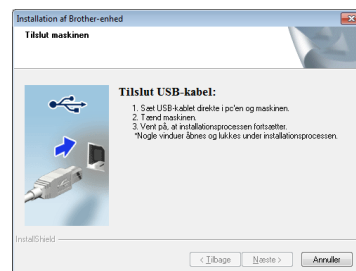 Installation af Brother-enhed
Tilslut maskinen
Tilslut USB-kabel:
1. Sæt USB-kablet direkte i pc'en og maskinen.
2. Tænd maskinen.
3. Vent på, at installationsprocessen fortsætter.
*Nogle vinduer åbnes og lukkes under installationsprocessen.
InstallShield
< Tilbage Næste > Annuller